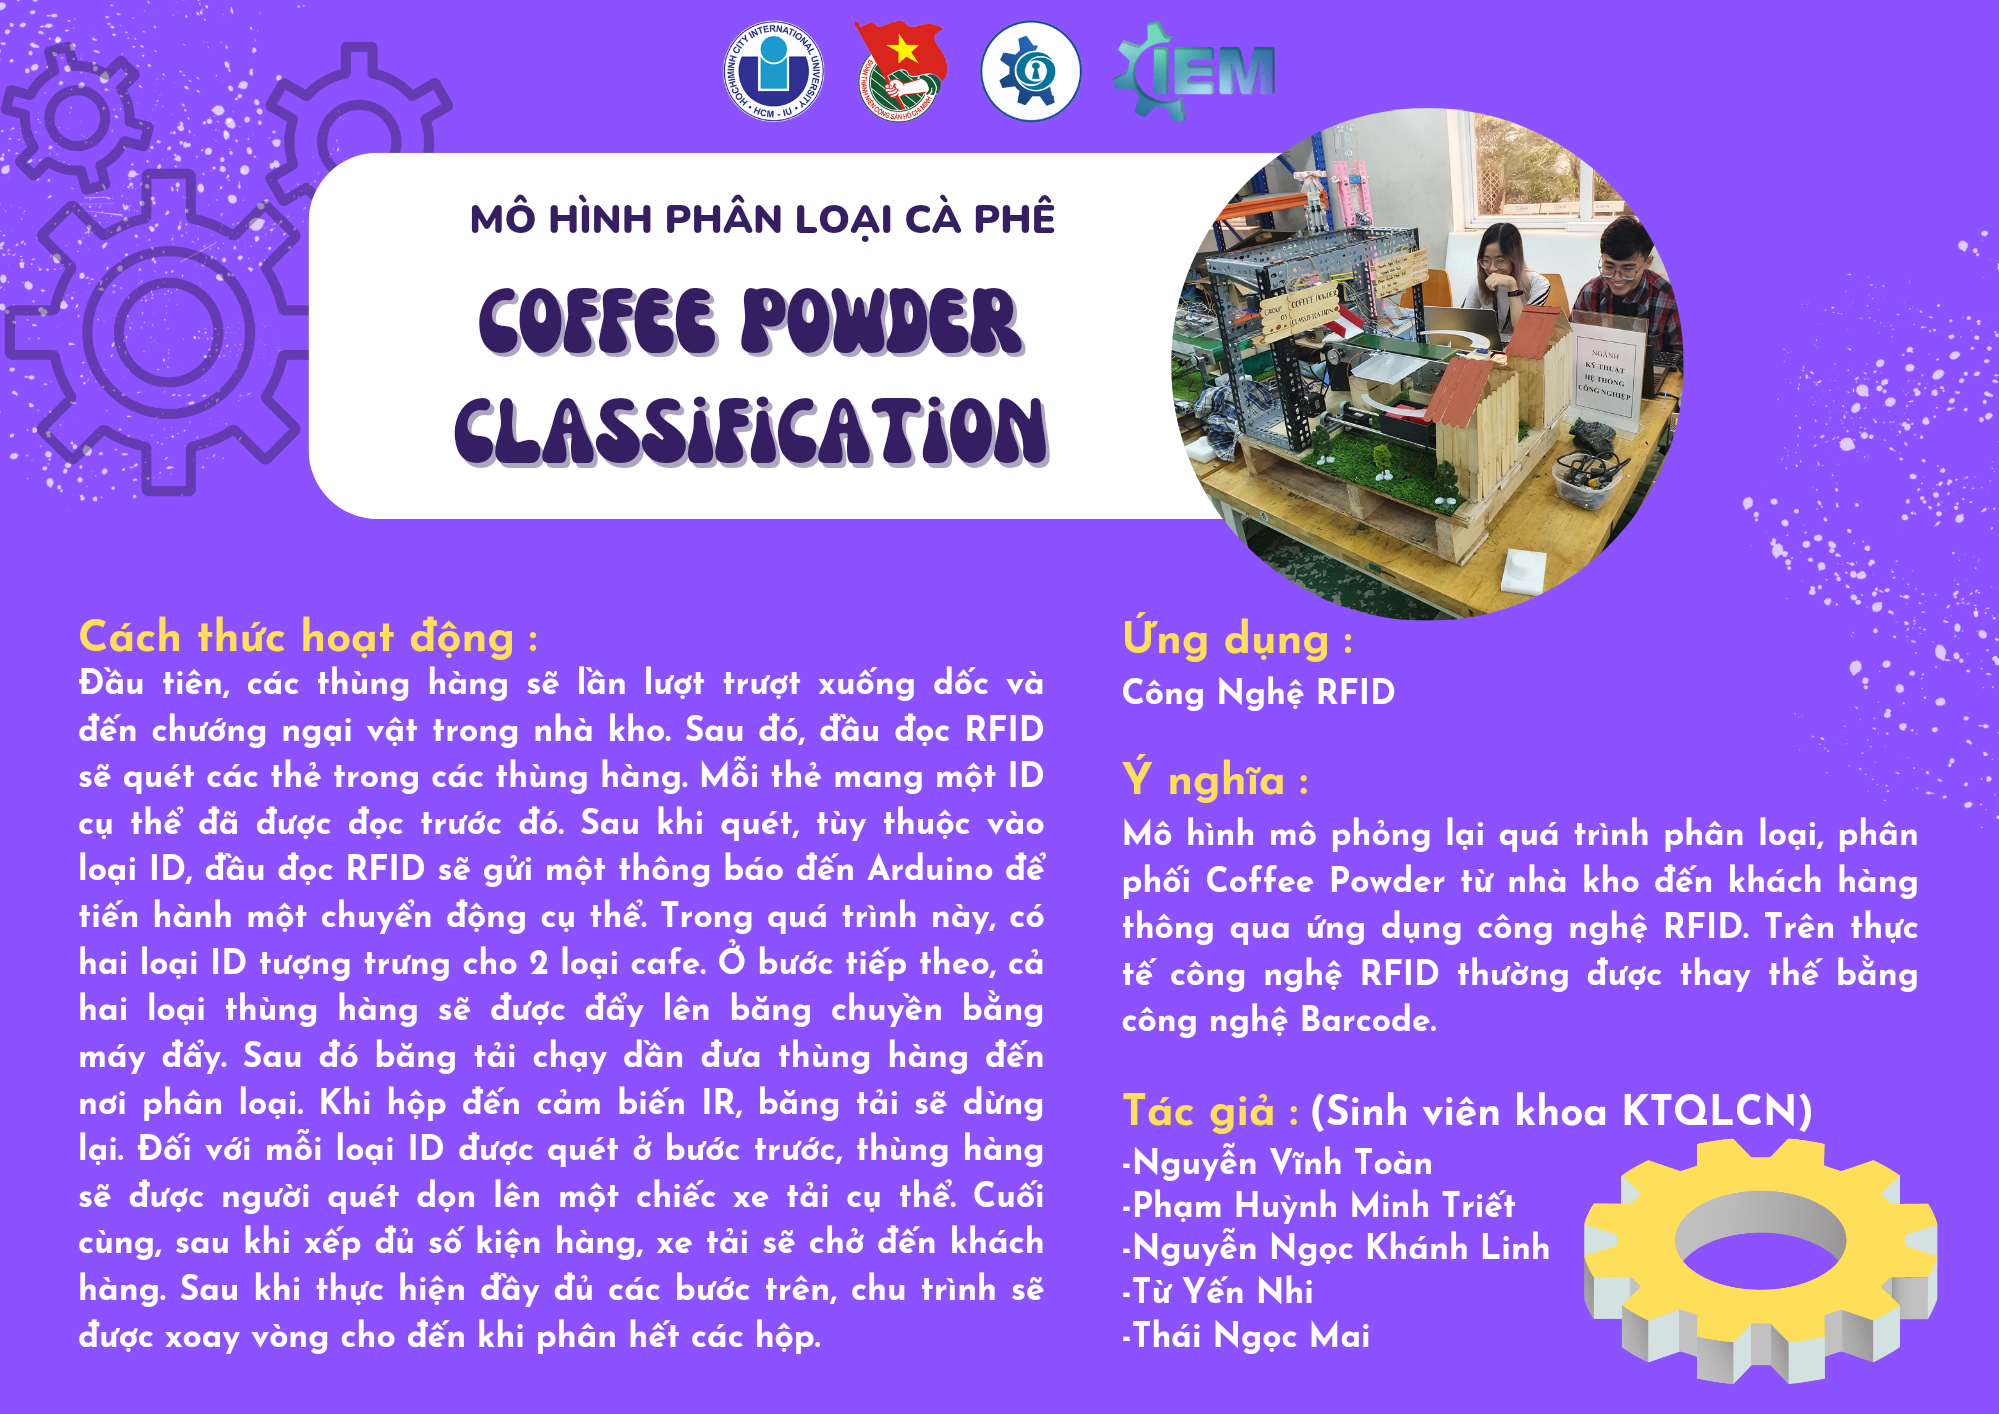 HOCHIMINH CITY INTERNATIONAL UNIVERSITY
HCM - IU
ĐOÀN THANH NIÊN CỘNG SẢN HỒ CHÍ MINH
IEM
MÔ HÌNH PHÂN LOẠI CÀ PHÊ
COFFEE POWDER
CLASSiFiCATiON
GROUP
03
COFFEE POWDER
CLASSIFICATION
NGÀNH
KỸ THUẬT
HỆ THỐNG
CÔNG NGHIỆP
Cách thức hoạt động :
Đầu tiên, các thùng hàng sẽ lần lượt trượt xuống dốc và
đến chướng ngại vật trong nhà kho. Sau đó, đầu đọc RFID
sẽ quét các thẻ trong các thùng hàng. Mỗi thẻ mang một ID
cụ thể đã được đọc trước đó. Sau khi quét, tùy thuộc vào
loại ID, đầu đọc RFID sẽ gửi một thông báo đến Arduino để
tiến hành một chuyển động cụ thể. Trong quá trình này, có
hai loại ID tượng trưng cho 2 loại cafe. Ở bước tiếp theo, cả
hai loại thùng hàng sẽ được đẩy lên băng chuyền bằng
máy đẩy. Sau đó băng tải chạy dần đưa thùng hàng đến
nơi phân loại. Khi hộp đến cảm biến IR, băng tải sẽ dừng
lại. Đối với mỗi loại ID được quét ở bước trước, thùng hàng
sẽ được người quét dọn lên một chiếc xe tải cụ thể. Cuối
cùng, sau khi xếp đủ số kiện hàng, xe tải sẽ chở đến khách
hàng. Sau khi thực hiện đầy đủ các bước trên, chu trình sẽ
được xoay vòng cho đến khi phân hết các hộp.
Ứng dụng :
Công Nghệ RFID
Ý nghĩa :
Mô hình mô phỏng lại quá trình phân loại, phân
phối Coffee Powder từ nhà kho đến khách hàng
thông qua ứng dụng công nghệ RFID. Trên thực
tế công nghệ RFID thường được thay thế bằng
công nghệ Barcode.
Tác giả : (Sinh viên khoa KTQLCN)
-Nguyễn Vĩnh Toàn
-Phạm Huỳnh Minh Triết
-Nguyễn Ngọc Khánh Linh
-Từ Yến Nhi
-Thái Ngọc Mai